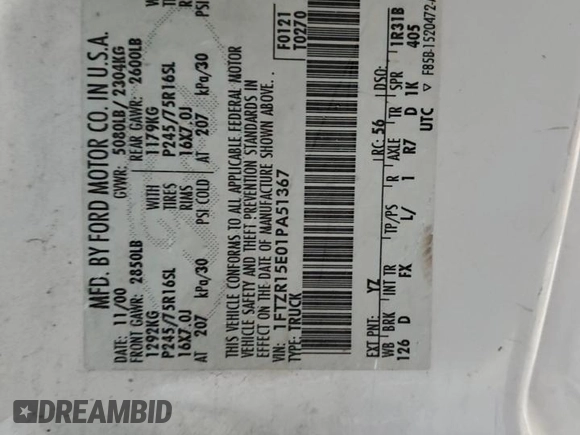 MFD. BY FORD MOTOR CO. IN U.S.A.
DATE: 11/00 GVWR: 5080LB/ 2304KG
FRONT GAWR: 2850LB REAR GAWR: 2600LB
1292KG WITH 1179KG WITH
P245/75R16SL TIRES P245/75R16SL
16X7.0J RIMS 16X7.0J
AT 207 kPa/30 PSI COLD AT 207 kPa/30 PSI
THIS VEHICLE CONFORMS TO ALL APPLICABLE FEDERAL MOTOR
VEHICLE SAFETY AND THEFT PREVENTION STANDARDS IN
EFFECT ON THE DATE OF MANUFACTURE SHOWN ABOVE. .
VIN: 1FTZR15E01PA51367 F0121
TYPE: TRUCK T0270
EXT PNT: YZ RC: 56 DSO:
WB BRK INT TR TP/PS R AXLE TR SPR 1R31B
126 D FX L/ 1 R7 D 1K 405
UTC ▽ F85B-1520472-
DREAMBID